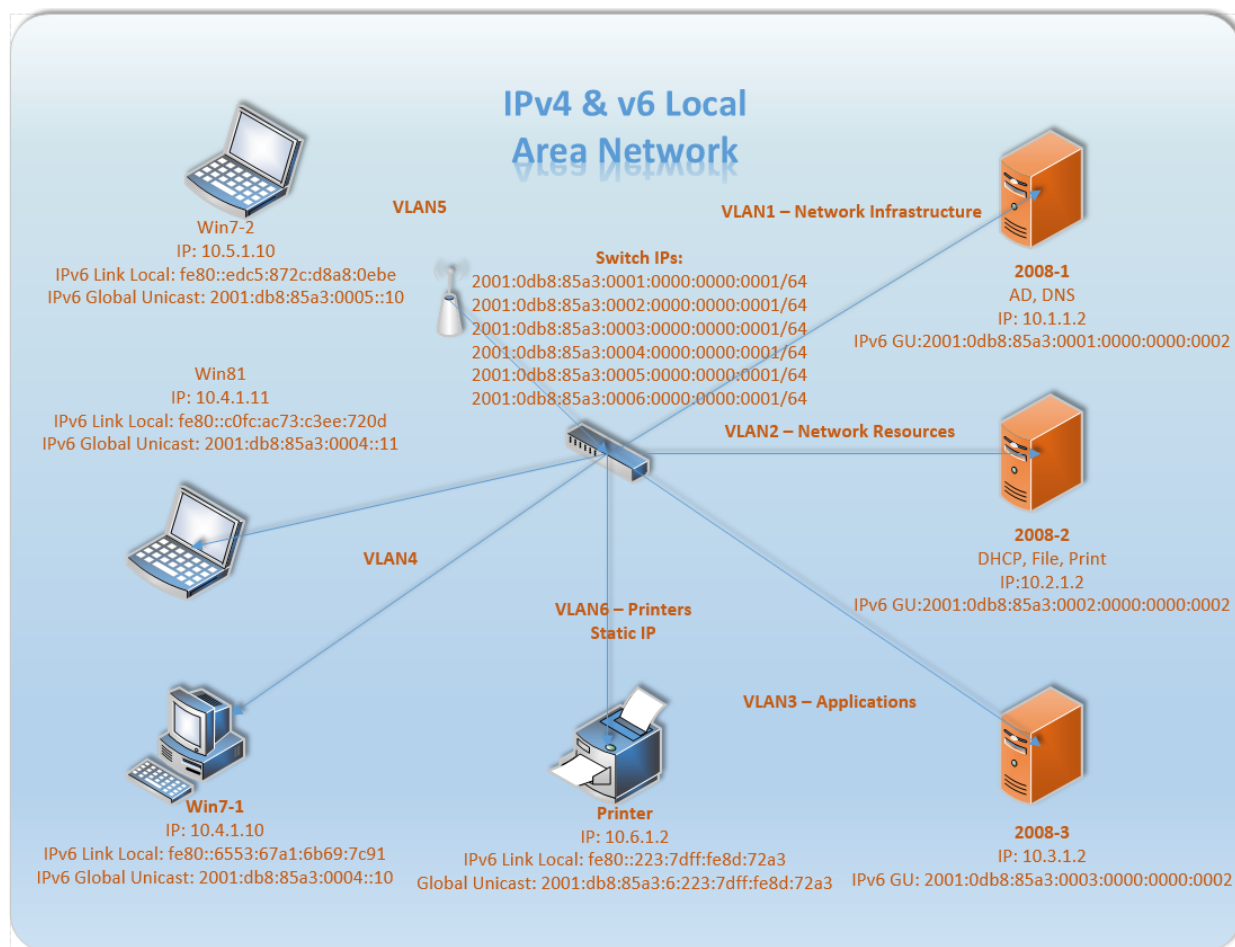 IPv4 & v6 Local
Area Network
Win7-2
IP: 10.5.1.10
IPv6 Link Local: fe80::edc5:872c:d8a8:0ebe
IPv6 Global Unicast: 2001:db8:85a3:0005::10
VLAN5
VLAN1 – Network Infrastructure
Switch IPs:
2001:0db8:85a3:0001:0000:0000:0001/64
2001:0db8:85a3:0002:0000:0000:0001/64
2001:0db8:85a3:0003:0000:0000:0001/64
2001:0db8:85a3:0004:0000:0000:0001/64
2001:0db8:85a3:0005:0000:0000:0001/64
2001:0db8:85a3:0006:0000:0000:0001/64
2008-1
AD, DNS
IP: 10.1.1.2
IPv6 GU:2001:0db8:85a3:0001:0000:0000:0002
Win81
IP: 10.4.1.11
IPv6 Link Local: fe80::c0fc:ac73:c3ee:720d
IPv6 Global Unicast: 2001:db8:85a3:0004::11
VLAN2 – Network Resources
2008-2
DHCP, File, Print
IP:10.2.1.2
IPv6 GU:2001:0db8:85a3:0002:0000:0000:0002
VLAN4
VLAN6 – Printers
Static IP
VLAN3 – Applications
Win7-1
IP: 10.4.1.10
IPv6 Link Local: fe80::6553:67a1:6b69:7c91
IPv6 Global Unicast: 2001:db8:85a3:0004::10
Printer
IP: 10.6.1.2
IPv6 Link Local: fe80::223:7dff:fe8d:72a3
Global Unicast: 2001:db8:85a3:6:223:7dff:fe8d:72a3
2008-3
IP: 10.3.1.2
IPv6 GU: 2001:0db8:85a3:0003:0000:0000:0002